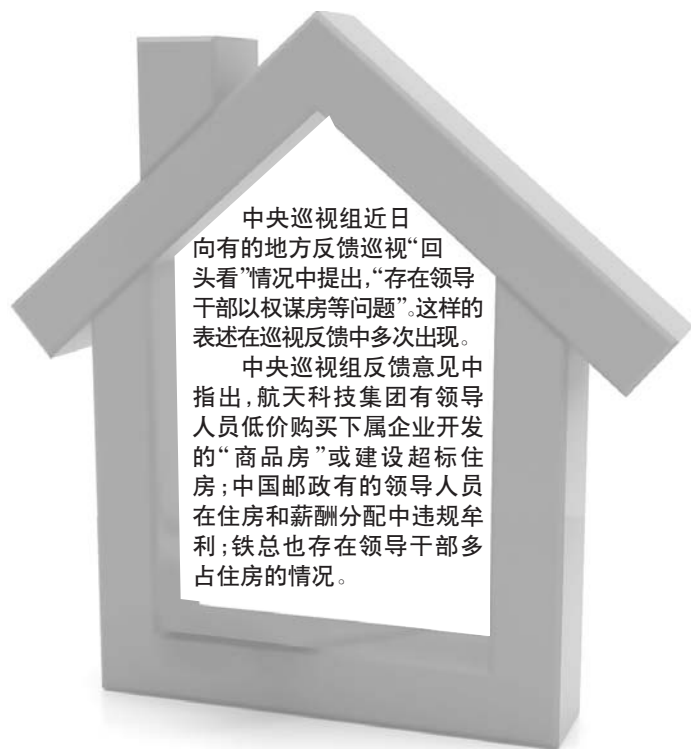 中央巡视组近日
向有的地方反馈巡视“回
头看”情况中提出，“存在领导
干部以权谋房等问题”。这样的
表述在巡视反馈中多次出现。
中央巡视组反馈意见中
指出，航天科技集团有领导
人员低价购买下属企业开发
的“商品房”或建设超标住
房；中国邮政有的领导人员
在住房和薪酬分配中违规牟
利；铁总也存在领导干部多
占住房的情况。